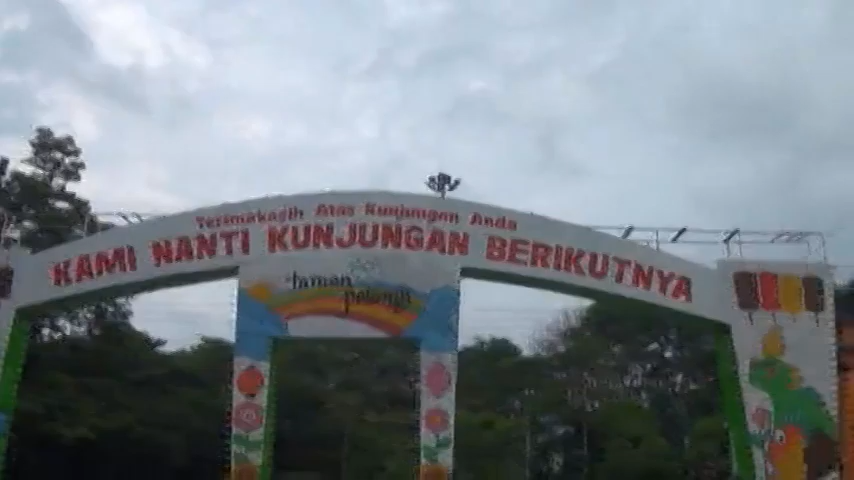 Terimakasih Atas Kunjungan Anda
KAMI NANTI KUNJUNGAN BERIKUTNYA
taman
pelangi